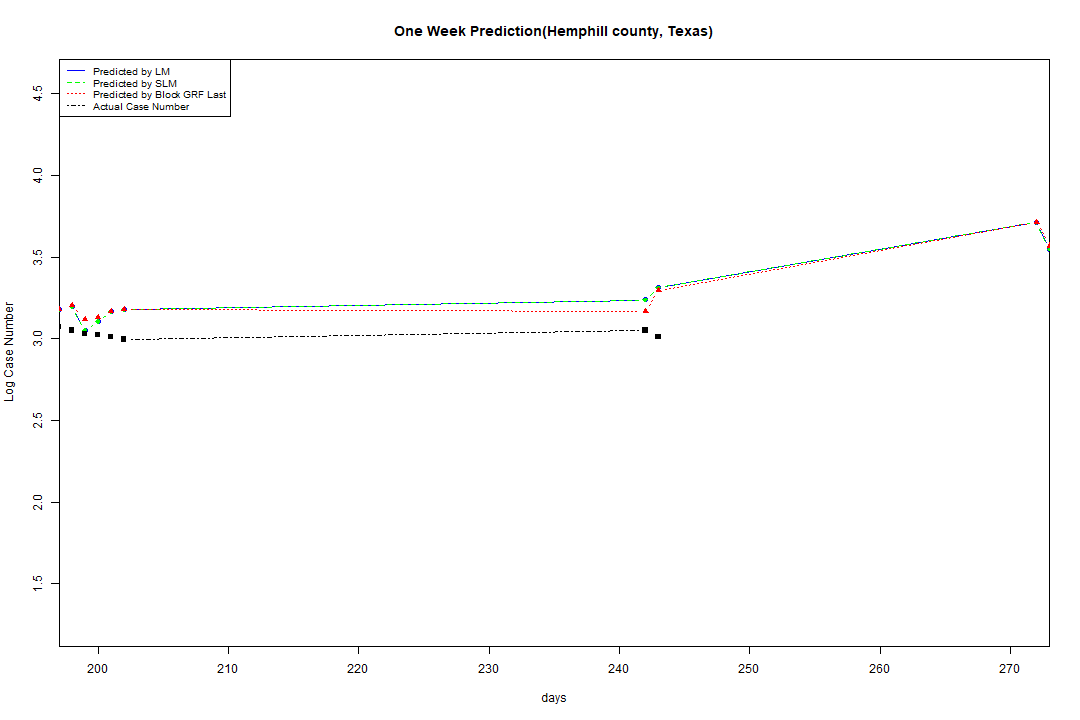 One Week Prediction(Hemphill county, Texas)
Predicted by LM
Predicted by SLM
Predicted by Block GRF Last
Actual Case Number
4.5
4.0
3.5
3.0
2.5
2.0
1.5
Log Case Number
200 210 220 230 240 250 260 270
days